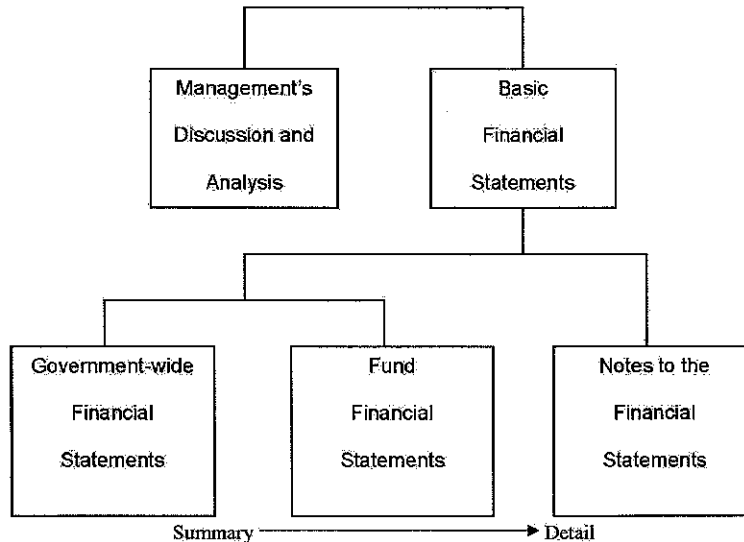 Management's
Discussion and
Analysis
Basic
Financial
Statements
Government-wide
Financial
Statements
Fund
Financial
Statements
Notes to the
Financial
Statements
Summary
Detail